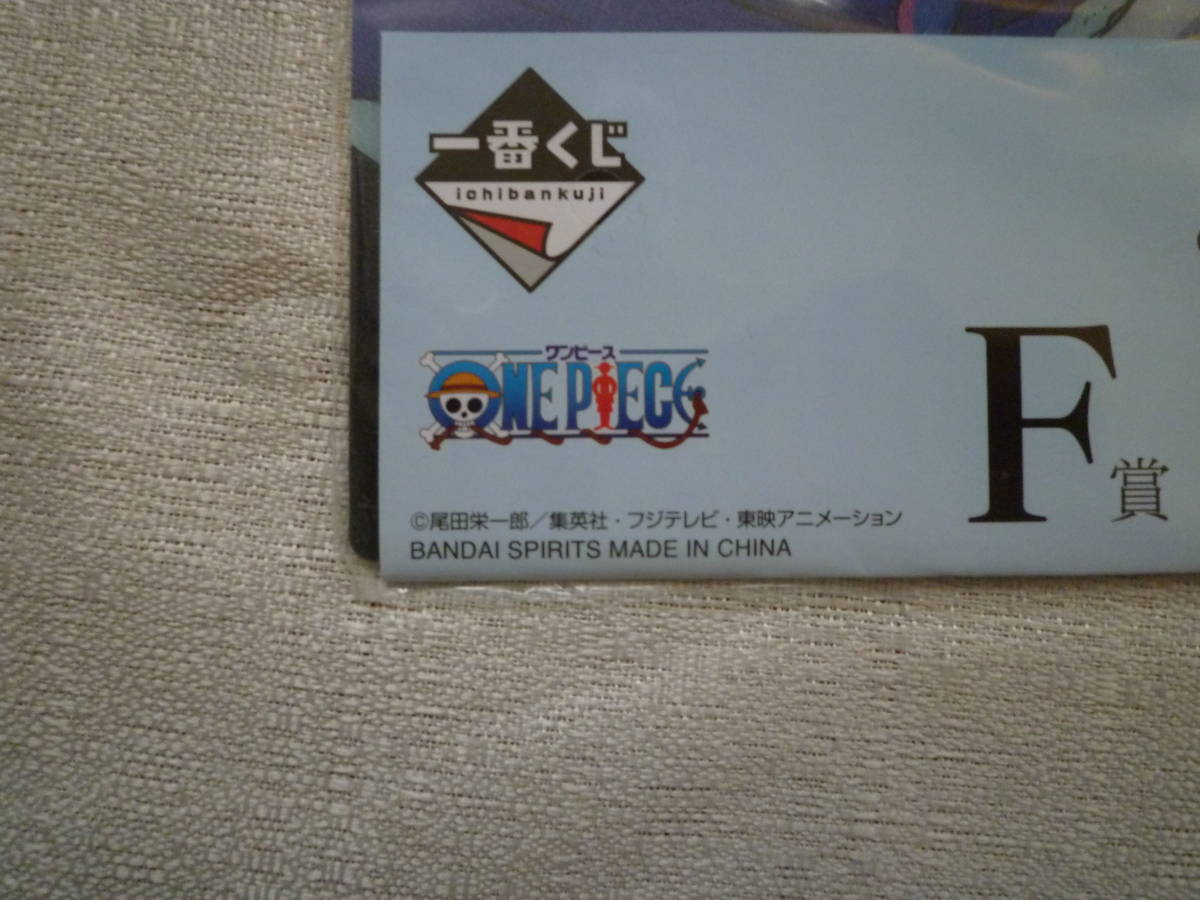 一番くじ
ichibankuji
ワンピース
ONE PIECE
F賞
©尾田栄一郎／集英社・フジテレビ・東映アニメーション
BANDAI SPIRITS MADE IN CHINA